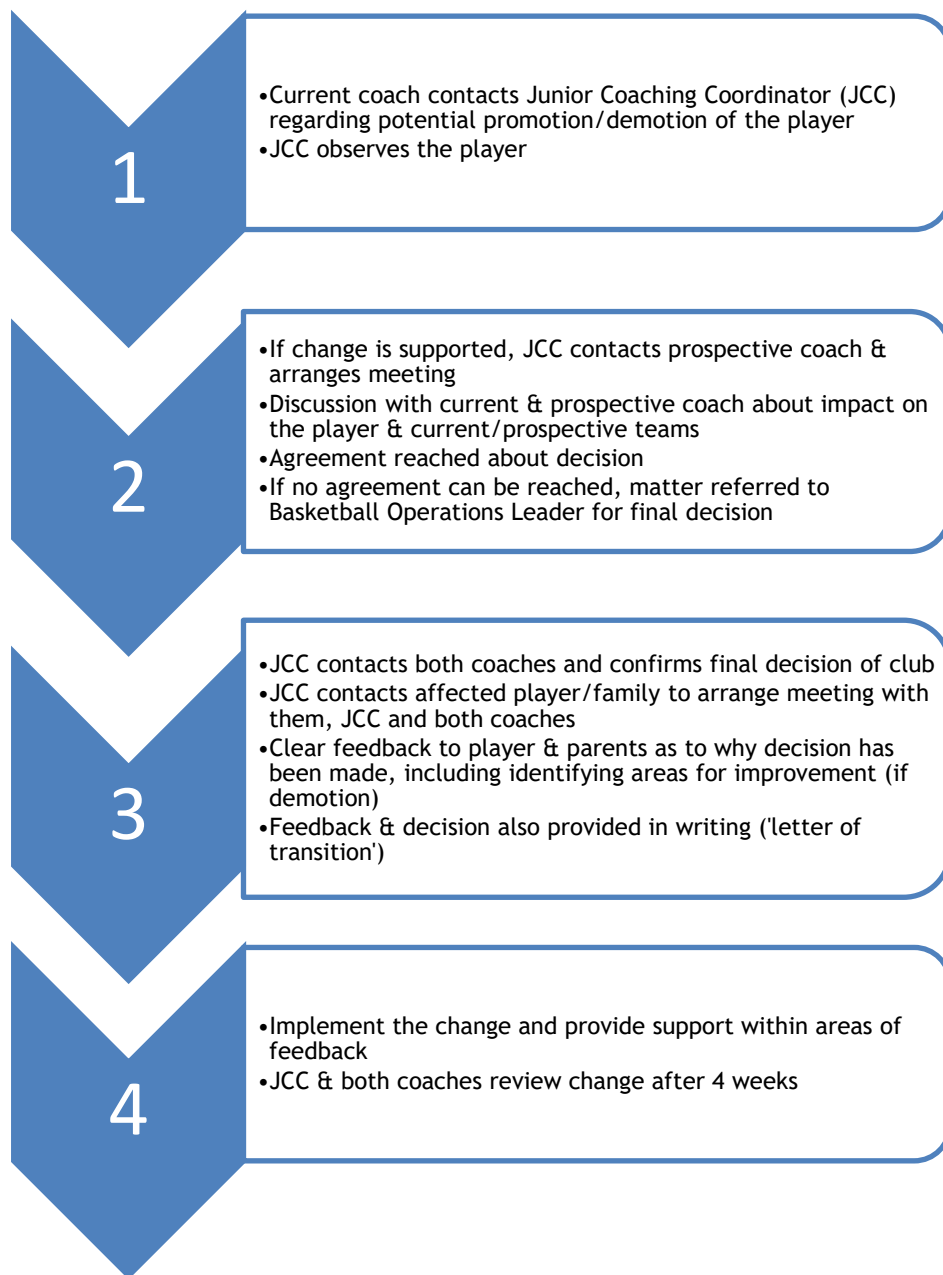 1
•Current coach contacts Junior Coaching Coordinator (JCC)
regarding potential promotion/demotion of the player
•JCC observes the player
2
•If change is supported, JCC contacts prospective coach &
arranges meeting
•Discussion with current & prospective coach about impact on
the player & current/prospective teams
•Agreement reached about decision
•If no agreement can be reached, matter referred to
Basketball Operations Leader for final decision
3
•JCC contacts both coaches and confirms final decision of club
•JCC contacts affected player/family to arrange meeting with
them, JCC and both coaches
•Clear feedback to player & parents as to why decision has
been made, including identifying areas for improvement (if
demotion)
•Feedback & decision also provided in writing ('letter of
transition')
4
•Implement the change and provide support within areas of
feedback
•JCC & both coaches review change after 4 weeks